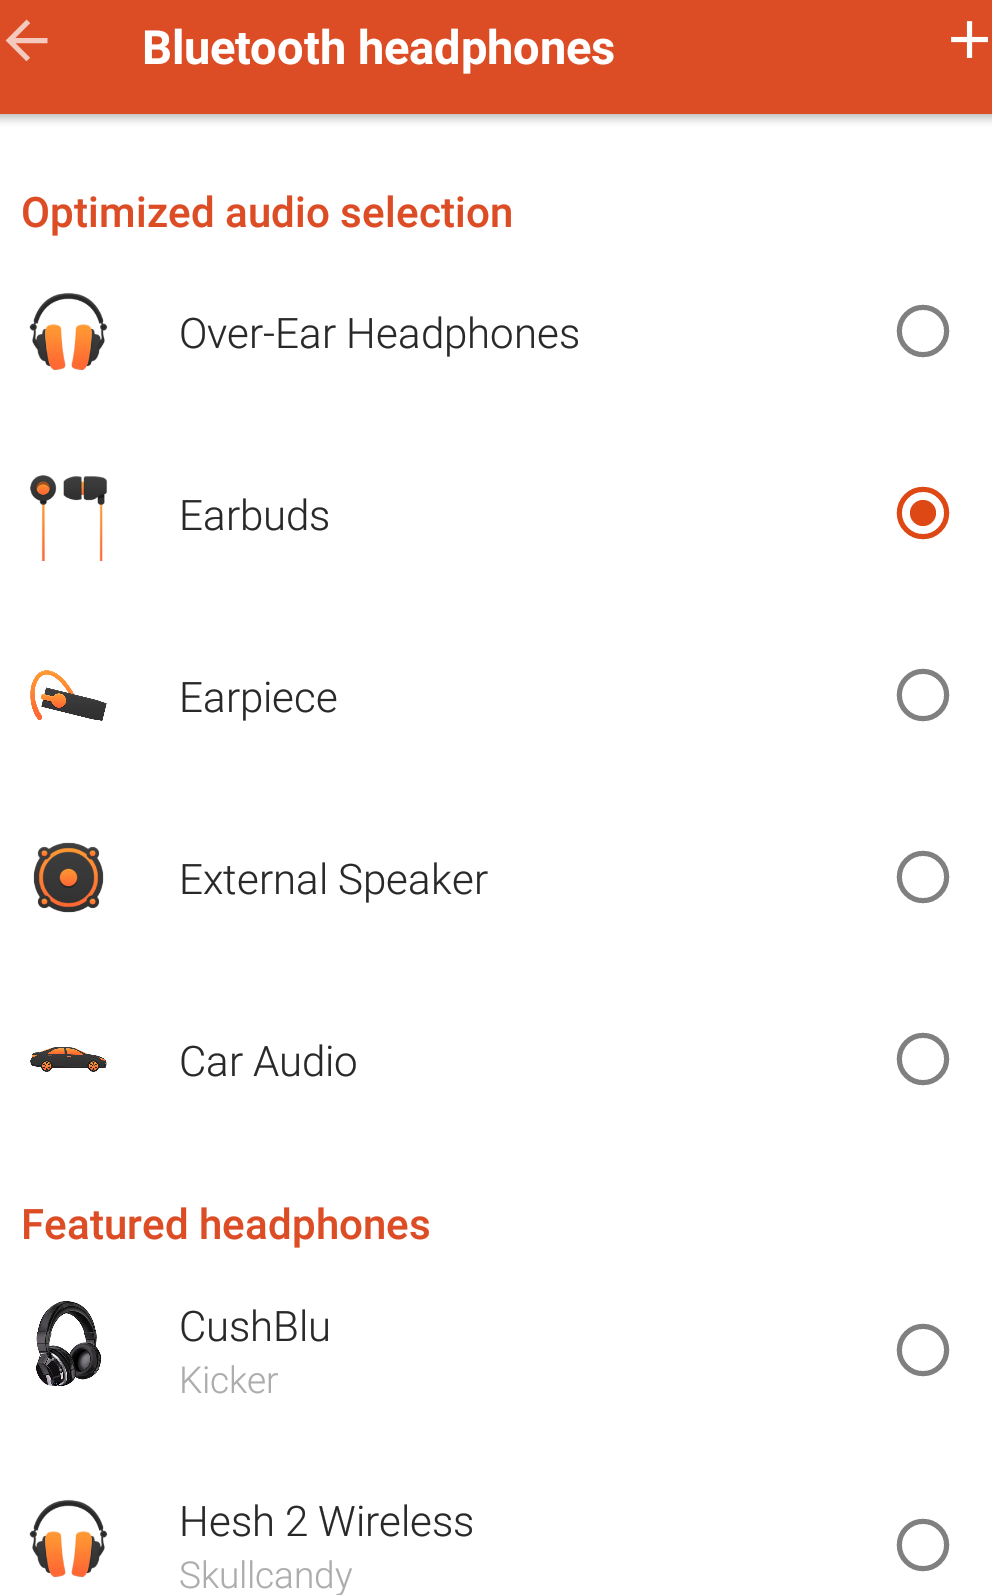 Bluetooth headphones
Optimized audio selection
Over-Ear Headphones
Earbuds
Earpiece
External Speaker
Car Audio
Featured headphones
CushBlu
Kicker
Hesh 2 Wireless
Skullcandy